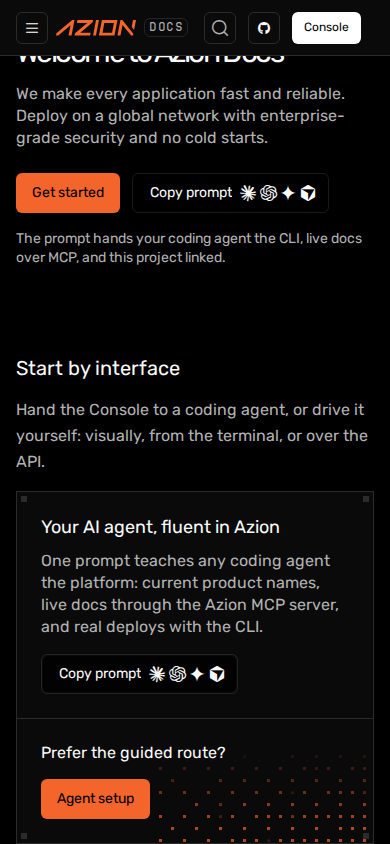 AZION DOCS Console
Welcome to Azion Docs
We make every application fast and reliable.
Deploy on a global network with enterprise-
grade security and no cold starts.
Get started Copy prompt
The prompt hands your coding agent the CLI, live docs
over MCP, and this project linked.
Start by interface
Hand the Console to a coding agent, or drive it
yourself: visually, from the terminal, or over the
API.
Your AI agent, fluent in Azion
One prompt teaches any coding agent
the platform: current product names,
live docs through the Azion MCP server,
and real deploys with the CLI.
Copy prompt
Prefer the guided route?
Agent setup